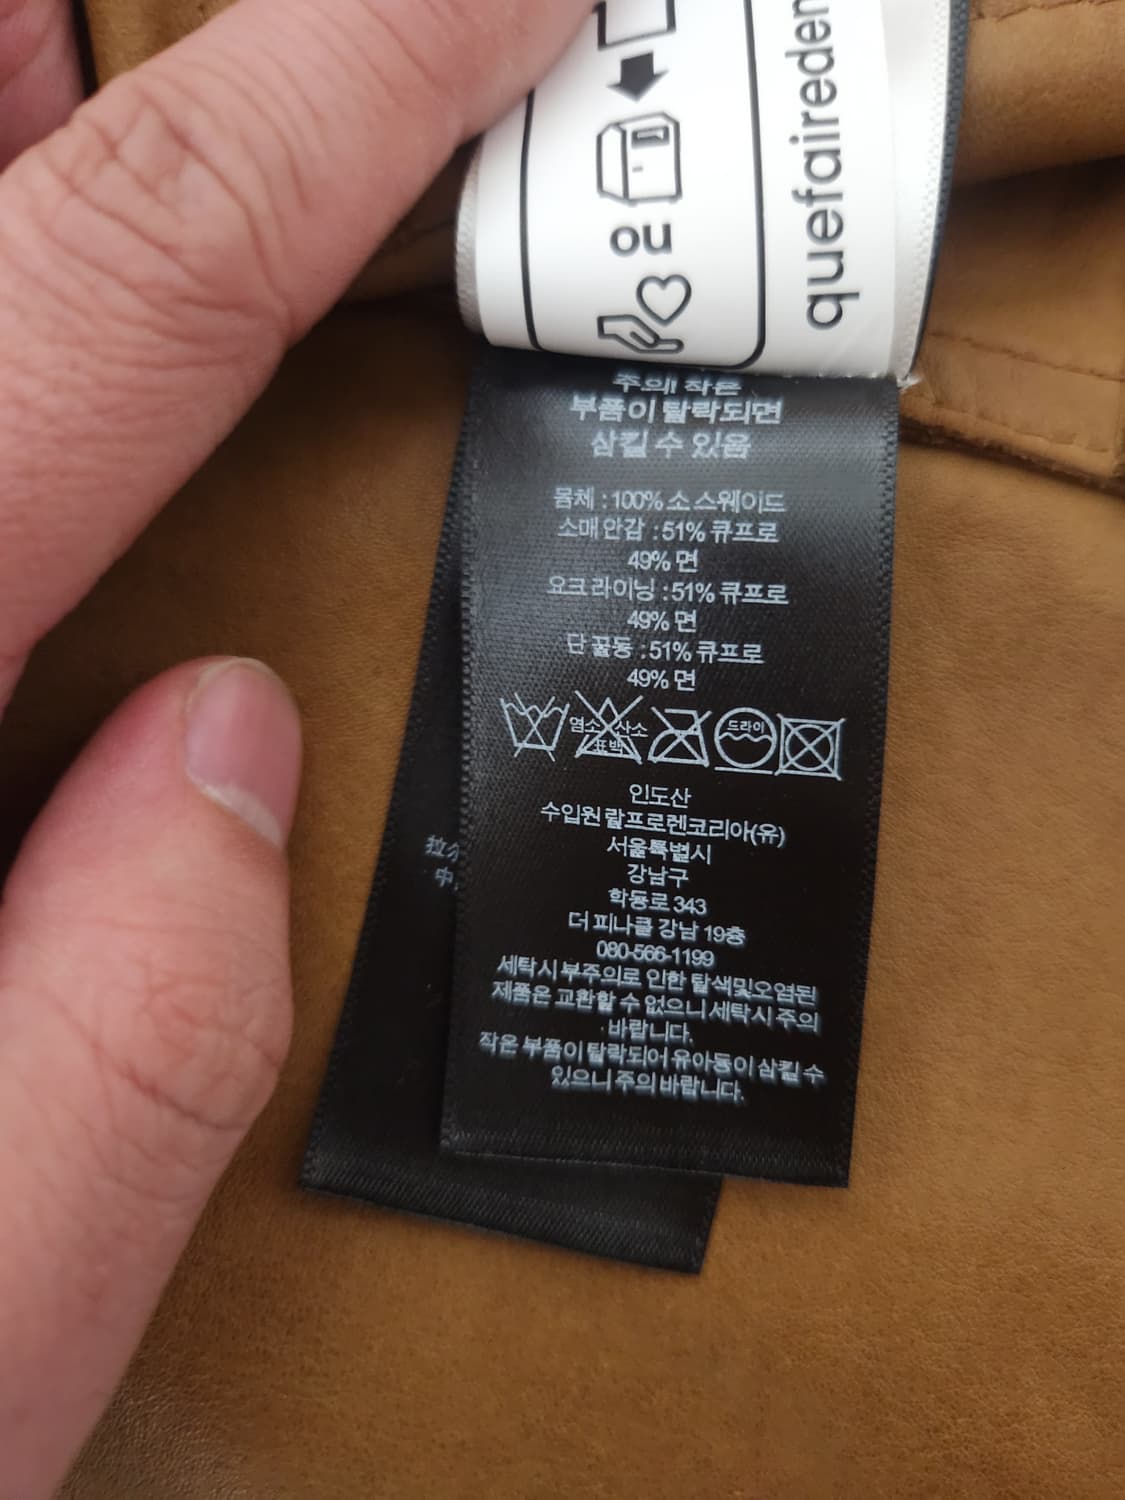 ou
quefaireden
주의! 작은
부품이 탈락되면
삼킬 수 있음
몸체 : 100% 소 스웨이드
소매 안감 : 51% 큐프로
49% 면
요크 라이닝 : 51% 큐프로
49% 면
단 끝동 : 51% 큐프로
49% 면
염소 산소
표백
드라이
인도산
수입원 랄프로렌코리아(유)
서울특별시
강남구
학동로 343
더 피나클 강남 19층
080-566-1199
세탁시 부주의로 인한 탈색및오염된
제품은 교환할 수 없으니 세탁시 주의
바랍니다.
작은 부품이 탈락되어 유아동이 삼킬 수
있으니 주의 바랍니다.
拉尔
中